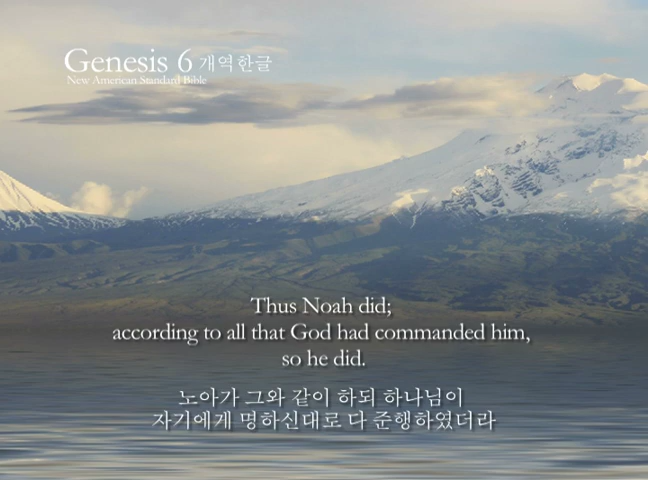 Genesis 6 개역한글
New American Standard Bible
Thus Noah did;
according to all that God had commanded him,
so he did.
노아가 그와 같이 하되 하나님이
자기에게 명하신대로 다 준행하였더라